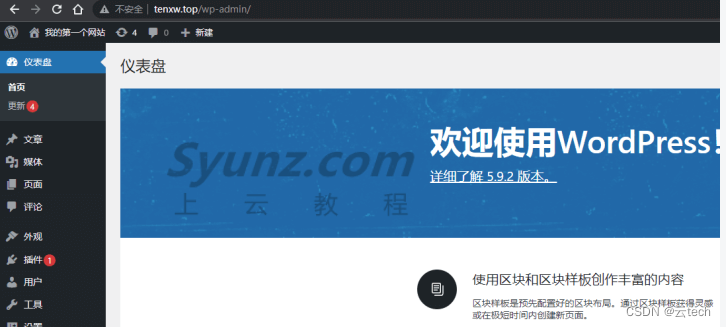 不安全 | tenxw.top/wp-admin/
我的第一个网站 4 0 新建
仪表盘
首页
更新 4
文章
媒体
页面
评论
外观
插件 1
用户
工具
设置
仪表盘
Syunz.com
上云教程
欢迎使用WordPress!
详细了解 5.9.2 版本。
使用区块和区块样板创作丰富的内容
区块样板是预先配置好的区块布局。通过区块样板获得灵感
或在极短时间内创建新页面。
CSDN @云tech